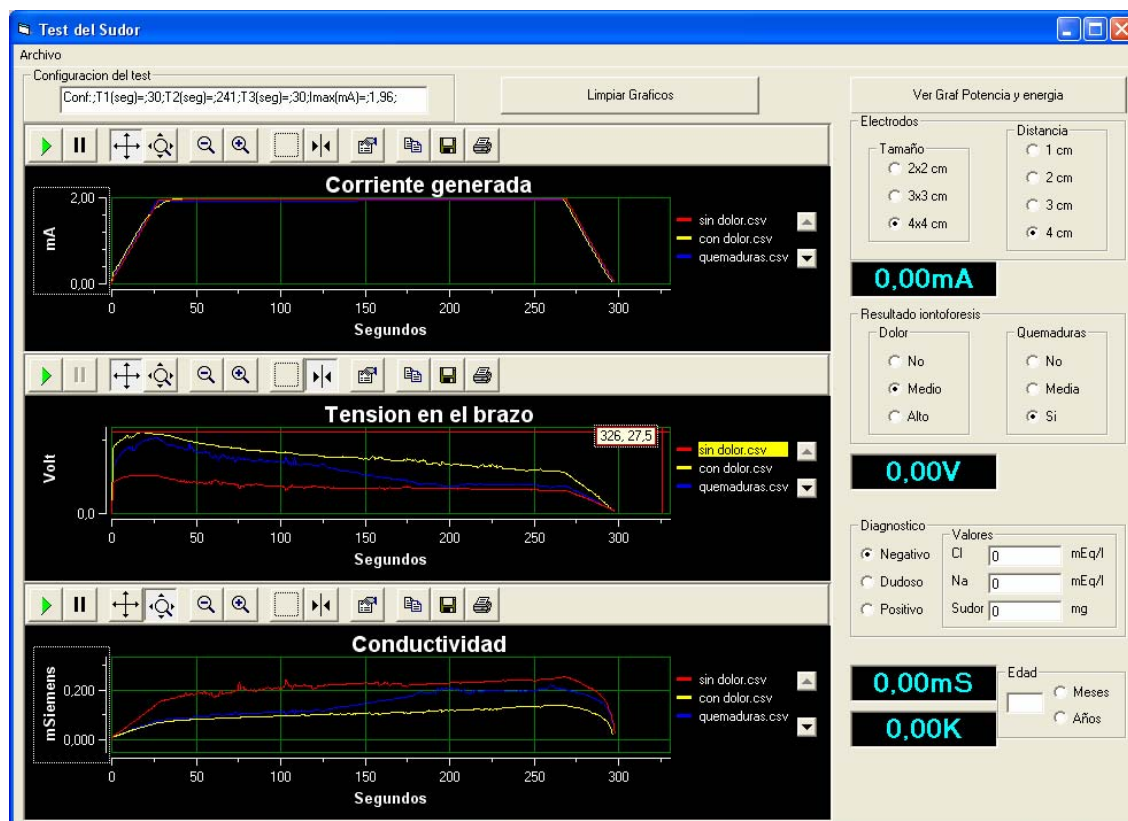 Test del Sudor
Archivo
Configuracion del test
Conf:;T1(seg)=;30;T2(seg)=;241;T3(seg)=;30;Imax(mA)=;1,96;
Limpiar Graficos
Ver Graf Potencia y energia
Corriente generada
2,00
mA
0,00
0 50 100 150 200 250 300
Segundos
sin dolor.csv
con dolor.csv
quemaduras.csv
Tension en el brazo
326, 27,5
Volt
0,0
0 50 100 150 200 250 300
Segundos
sin dolor.csv
con dolor.csv
quemaduras.csv
Conductividad
mSiemens
0,200
0,000
0 50 100 150 200 250 300
Segundos
sin dolor.csv
con dolor.csv
quemaduras.csv
Electrodos
Tamaño
2x2 cm
3x3 cm
4x4 cm
Distancia
1 cm
2 cm
3 cm
4 cm
0,00mA
Resultado iontoforesis
Dolor
No
Medio
Alto
Quemaduras
No
Media
Si
0,00V
Diagnostico
Negativo
Dudoso
Positivo
Valores
Cl 0 mEq/l
Na 0 mEq/l
Sudor 0 mg
0,00mS
0,00K
Edad
Meses
Años